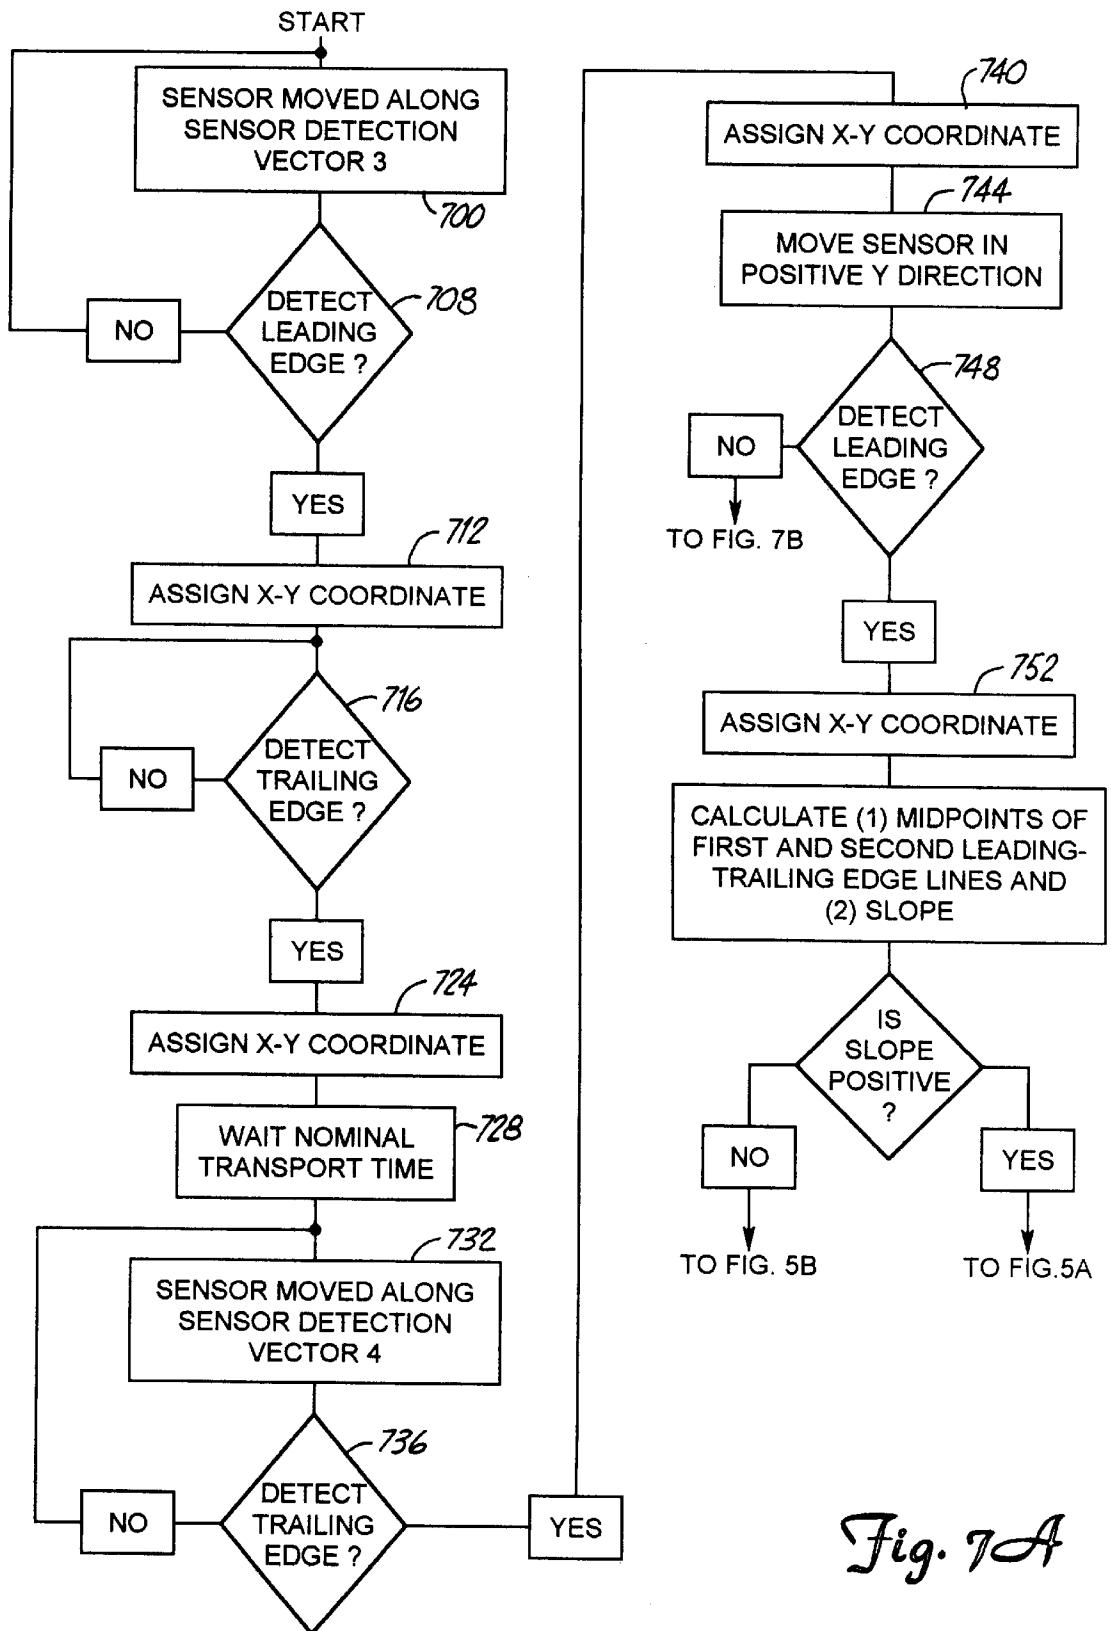 START
SENSOR MOVED ALONG
SENSOR DETECTION
VECTOR 3
700
DETECT
LEADING
EDGE ?
708
NO
YES
712
ASSIGN X-Y COORDINATE
716
DETECT
TRAILING
EDGE ?
NO
YES
724
ASSIGN X-Y COORDINATE
WAIT NOMINAL
TRANSPORT TIME
728
732
SENSOR MOVED ALONG
SENSOR DETECTION
VECTOR 4
736
DETECT
TRAILING
EDGE ?
NO
YES
740
ASSIGN X-Y COORDINATE
744
MOVE SENSOR IN
POSITIVE Y DIRECTION
748
DETECT
LEADING
EDGE ?
NO
TO FIG. 7B
YES
752
ASSIGN X-Y COORDINATE
CALCULATE (1) MIDPOINTS OF
FIRST AND SECOND LEADING-
TRAILING EDGE LINES AND
(2) SLOPE
IS
SLOPE
POSITIVE
?
NO
YES
TO FIG. 5B
TO FIG.5A
Fig. 7A